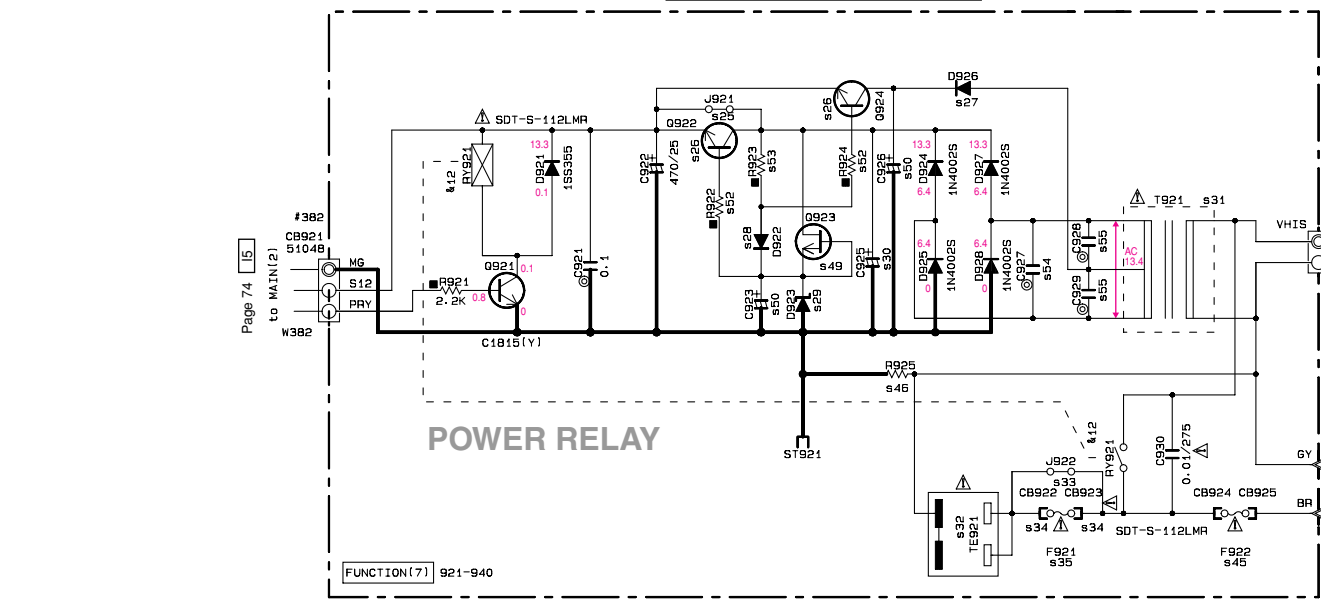 D926
s27
J921
s25
s26
Q924
SDT-S-112LMR
Q922
s26
&12
RY921
13.3
D921
0.1
1SS355
C922
470/25
R923
s53
R924
s52
C926
s50
13.3
D924
6.4
1N4002S
13.3
D927
6.4
1N4002S
R922
s52
T921
s31
#382
CB921
51048
VHIS
Page 74
I5
to MAIN(2)
MG
S12
PRY
W382
Q921
0.1
R921
2.2K
0.8
0
C1815(Y)
C921
0.1
s28
D922
Q923
s49
C925
s30
6.4
D925
0
1N4002S
6.4
D928
0
1N4002S
C927
s54
C928
s55
C929
s55
AC
13.4
C923
s50
D923
s29
R925
s46
POWER RELAY
ST921
&12
RY921
C930
0.01/275
GY
J922
s33
CB922 CB923
CB924 CB925
BR
s32
TE921
s34
s34
SDT-S-112LMR
F921
s35
F922
s45
FUNCTION(7) 921-940